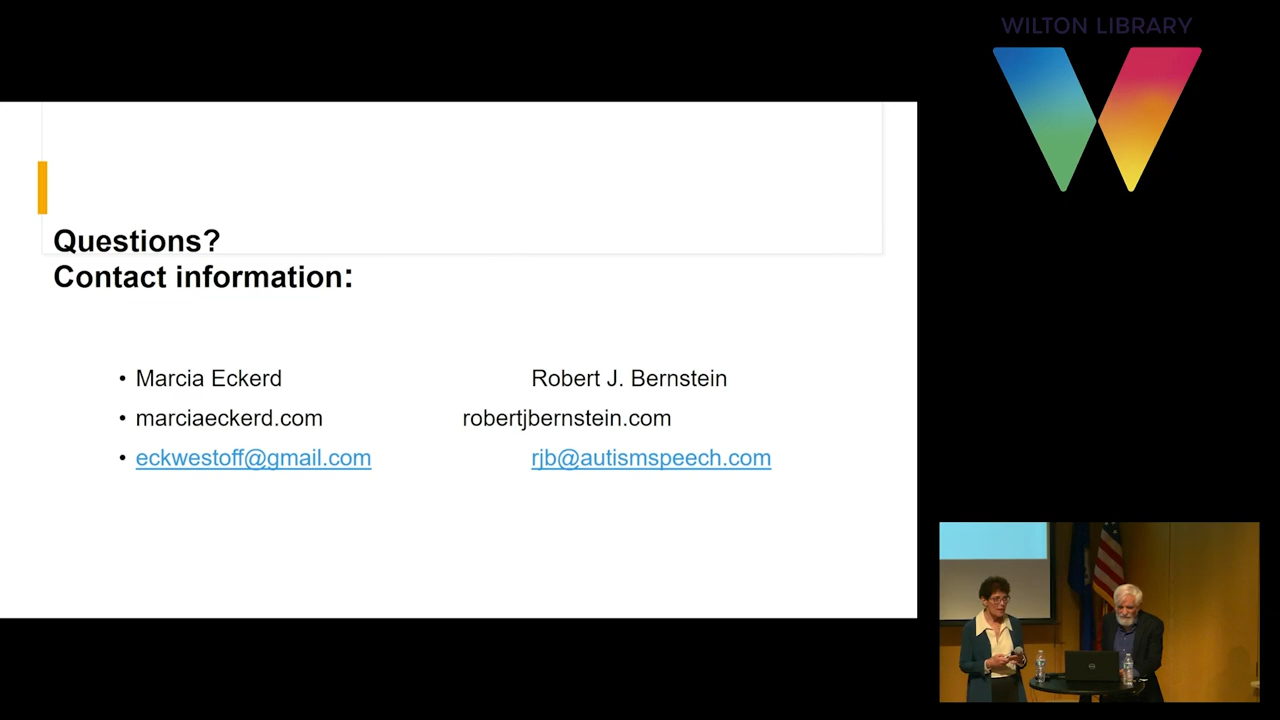 WILTON LIBRARY
Questions?
Contact information:
• Marcia Eckerd Robert J. Bernstein
• marciaeckerd.com robertjbernstein.com
• eckwestoff@gmail.com rjb@autismspeech.com